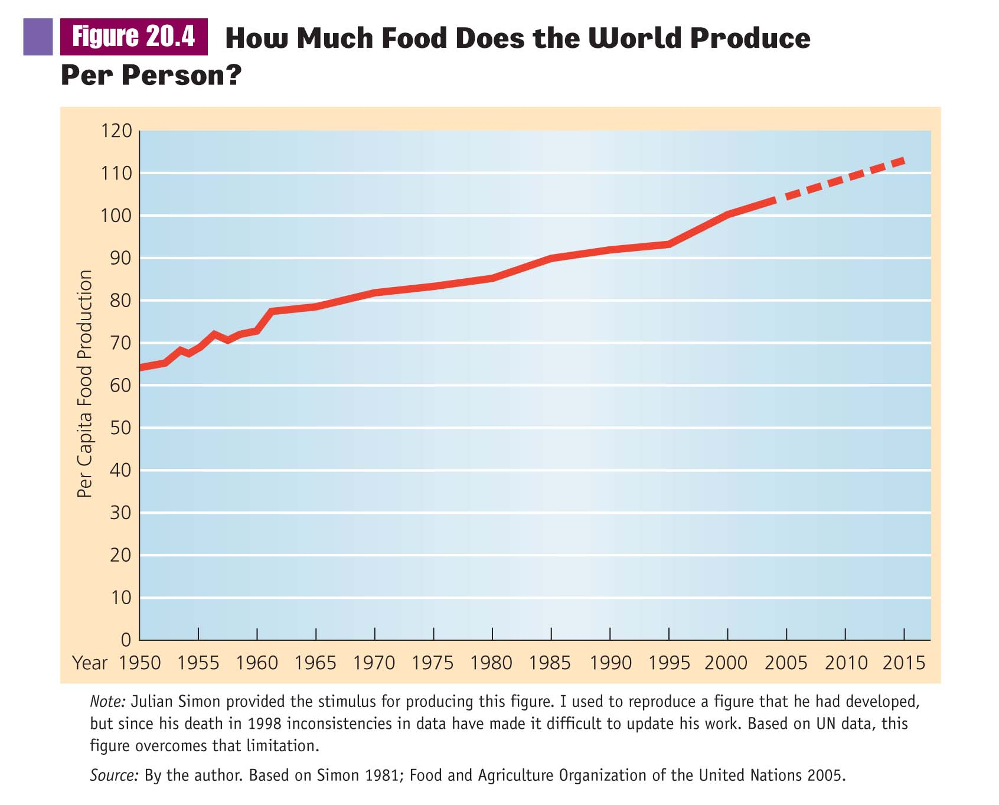 Figure 20.4 How Much Food Does the World Produce
Per Person?
120
110
100
90
80
70
60
50
40
30
20
10
0
Per Capita Food Production
Year 1950 1955 1960 1965 1970 1975 1980 1985 1990 1995 2000 2005 2010 2015
Note: Julian Simon provided the stimulus for producing this figure. I used to reproduce a figure that he had developed,
but since his death in 1998 inconsistencies in data have made it difficult to update his work. Based on UN data, this
figure overcomes that limitation.
Source: By the author. Based on Simon 1981; Food and Agriculture Organization of the United Nations 2005.